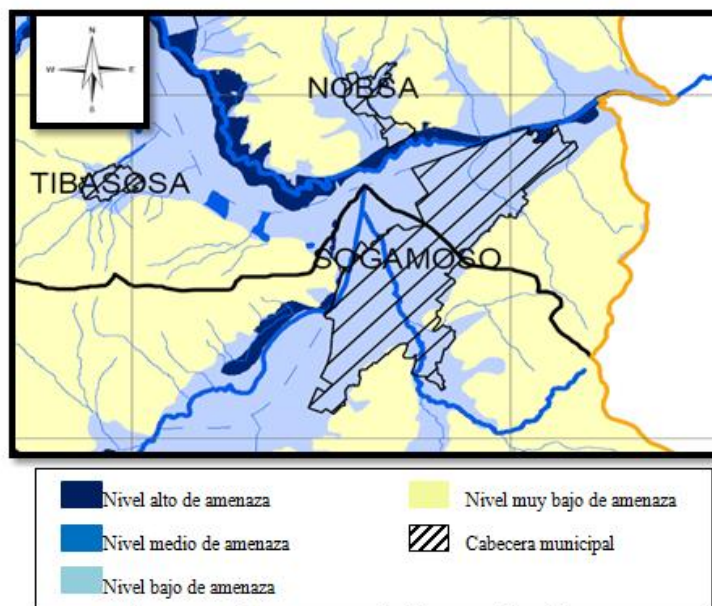 N
W E
S
NOBSA
TIBASOSA
SOGAMOSO
Nivel alto de amenaza
Nivel muy bajo de amenaza
Nivel medio de amenaza
Cabecera municipal
Nivel bajo de amenaza